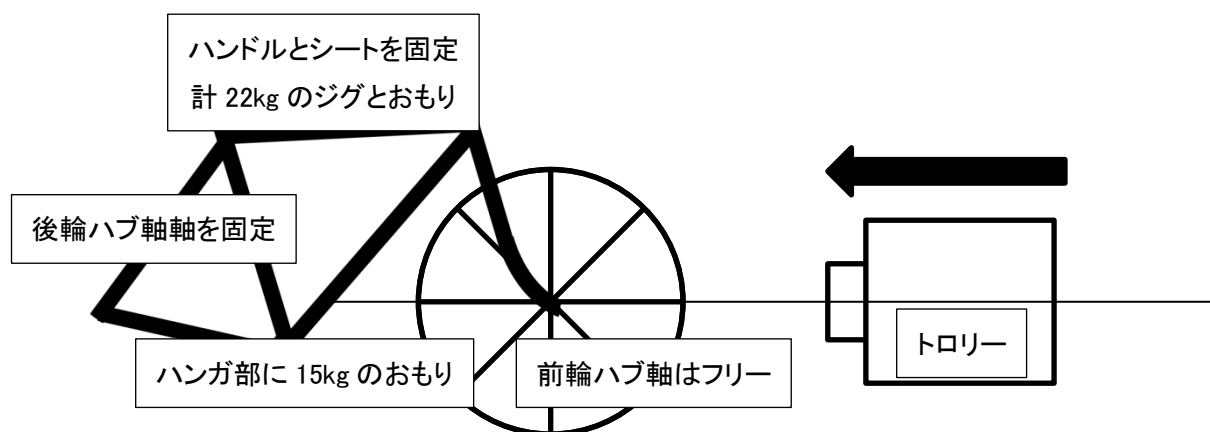 ハンドルとシートを固定
計 22kg のジグとおもり
後輪ハブ軸軸を固定
ハンガ部に 15kg のおもり
前輪ハブ軸はフリー
トロリー